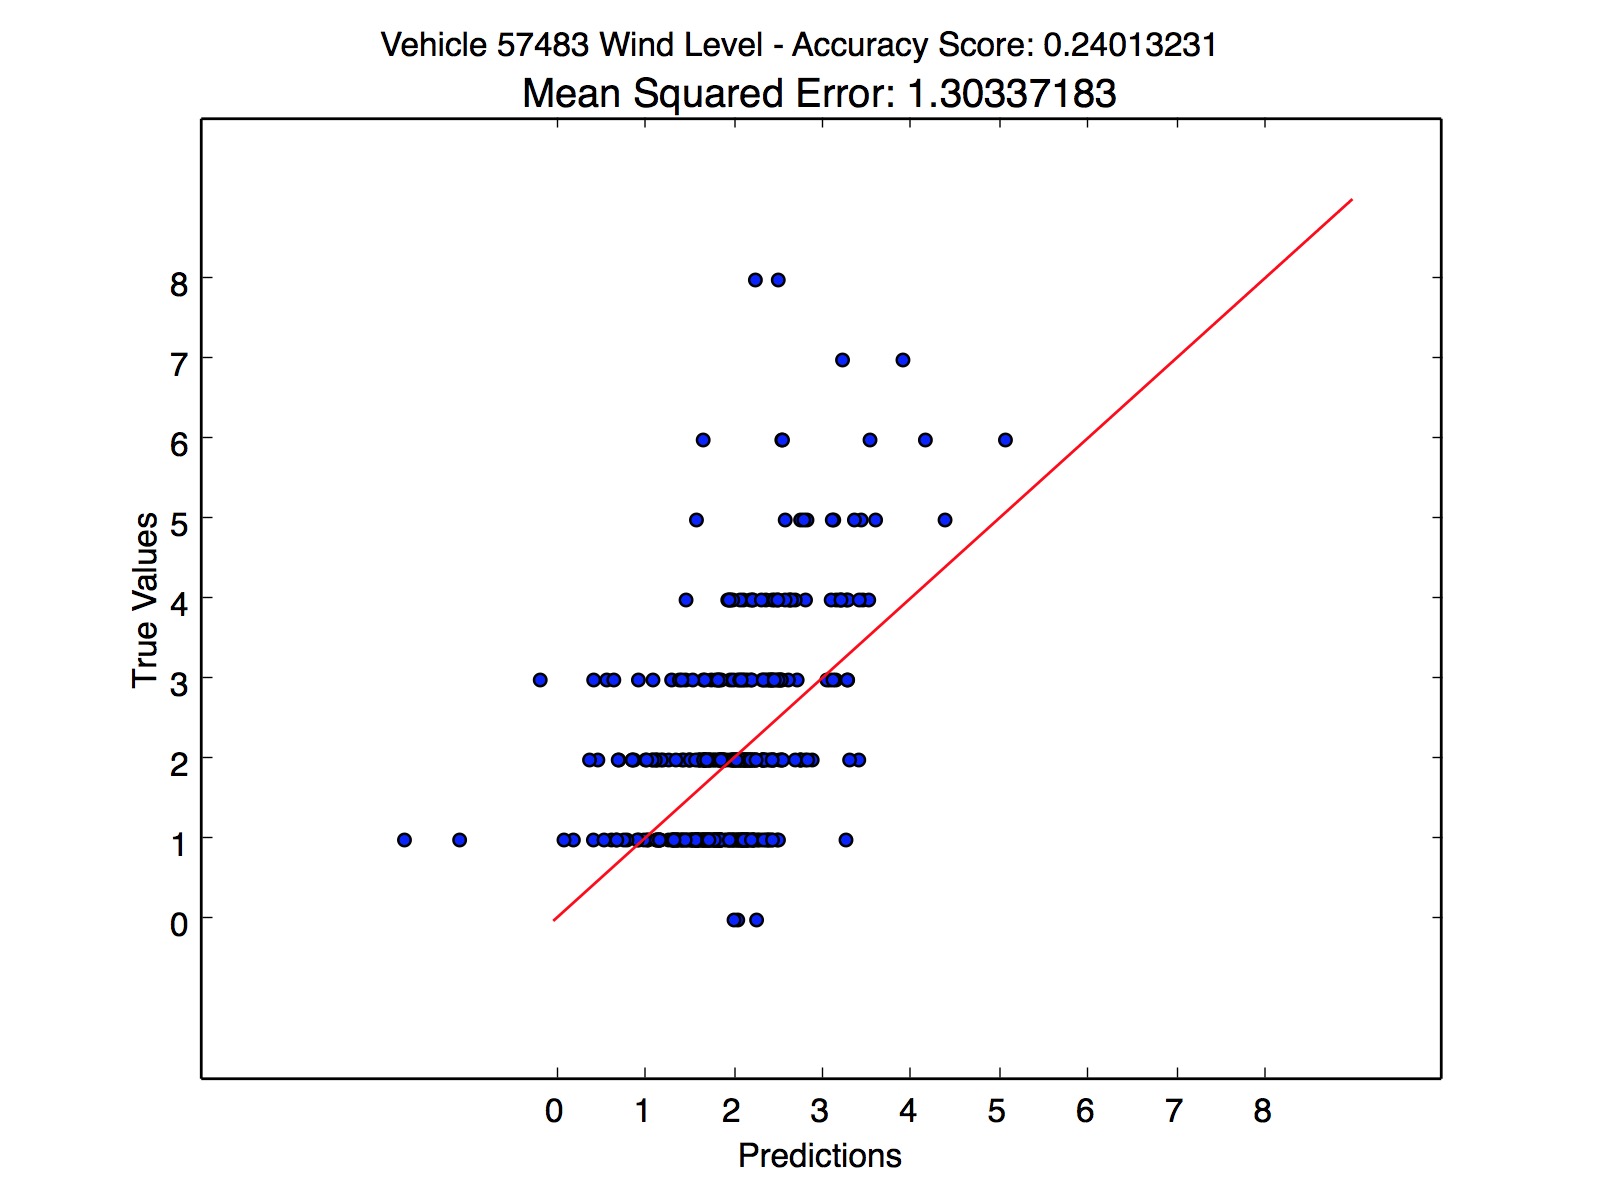 Vehicle 57483 Wind Level - Accuracy Score: 0.24013231
Mean Squared Error: 1.30337183
8
7
6
5
4
3
2
1
0
True Values
0 1 2 3 4 5 6 7 8
Predictions